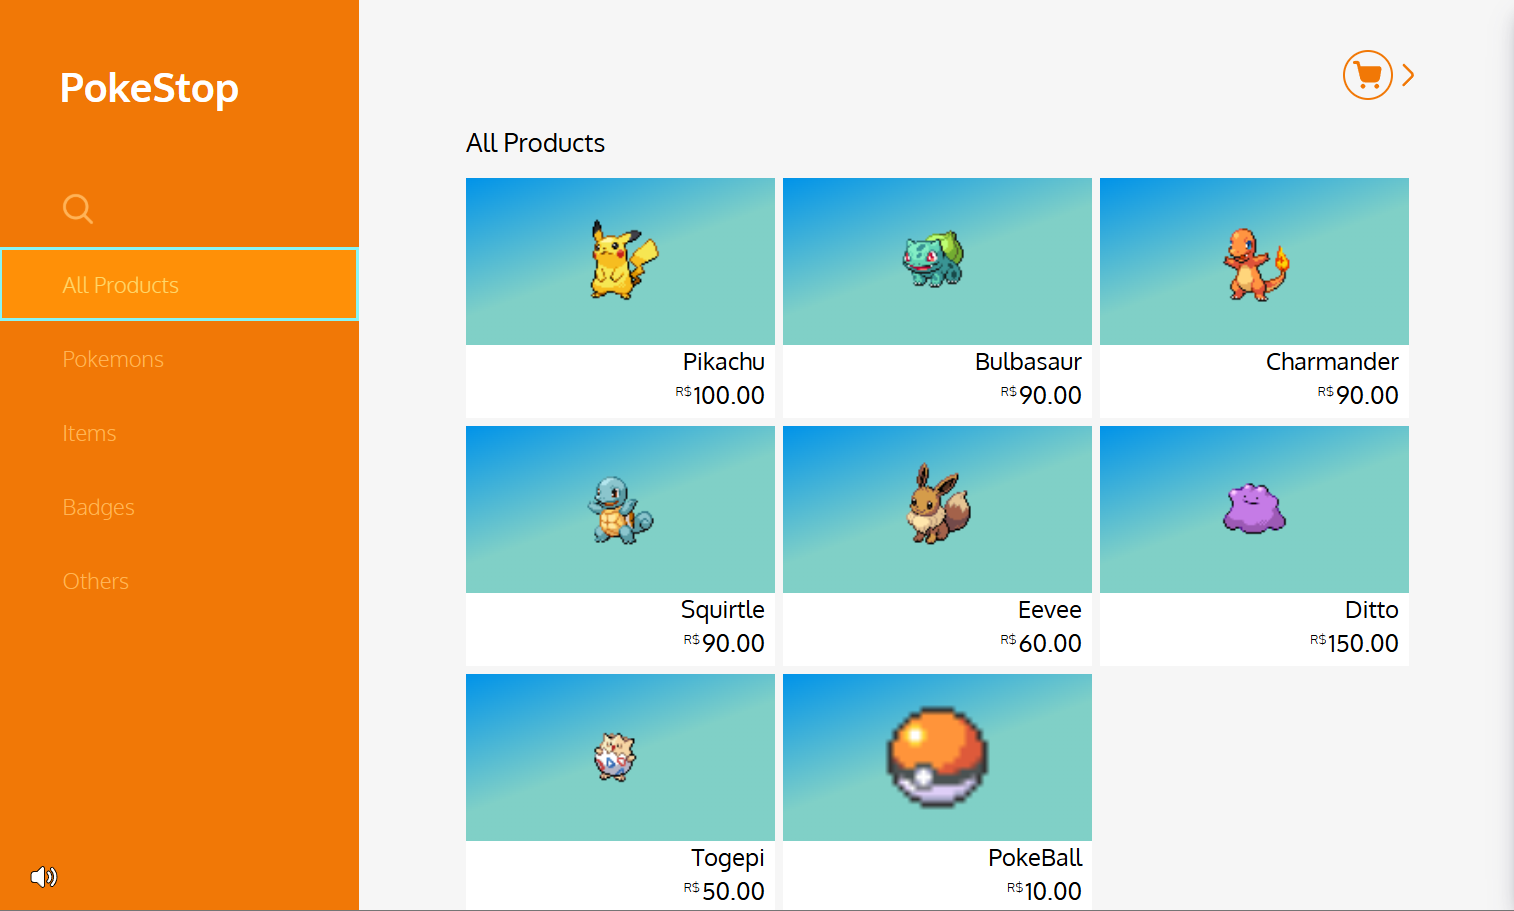 PokeStop
All Products
Pokemons
Items
Badges
Others
All Products
Pikachu
R$100.00
Bulbasaur
R$90.00
Charmander
R$90.00
Squirtle
R$90.00
Eevee
R$60.00
Ditto
R$150.00
Togepi
R$50.00
PokeBall
R$10.00